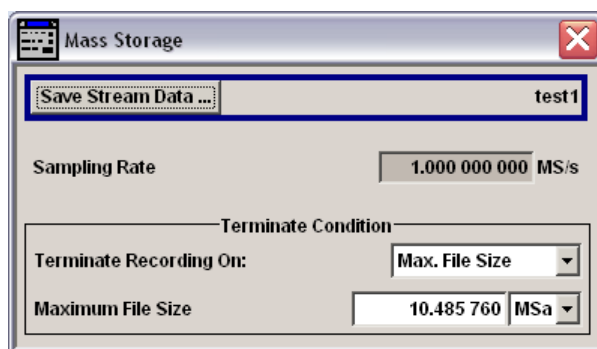 Mass Storage
Save Stream Data ... test1
Sampling Rate 1.000 000 000 MS/s
Terminate Condition
Terminate Recording On: Max. File Size
Maximum File Size 10.485 760 MSa